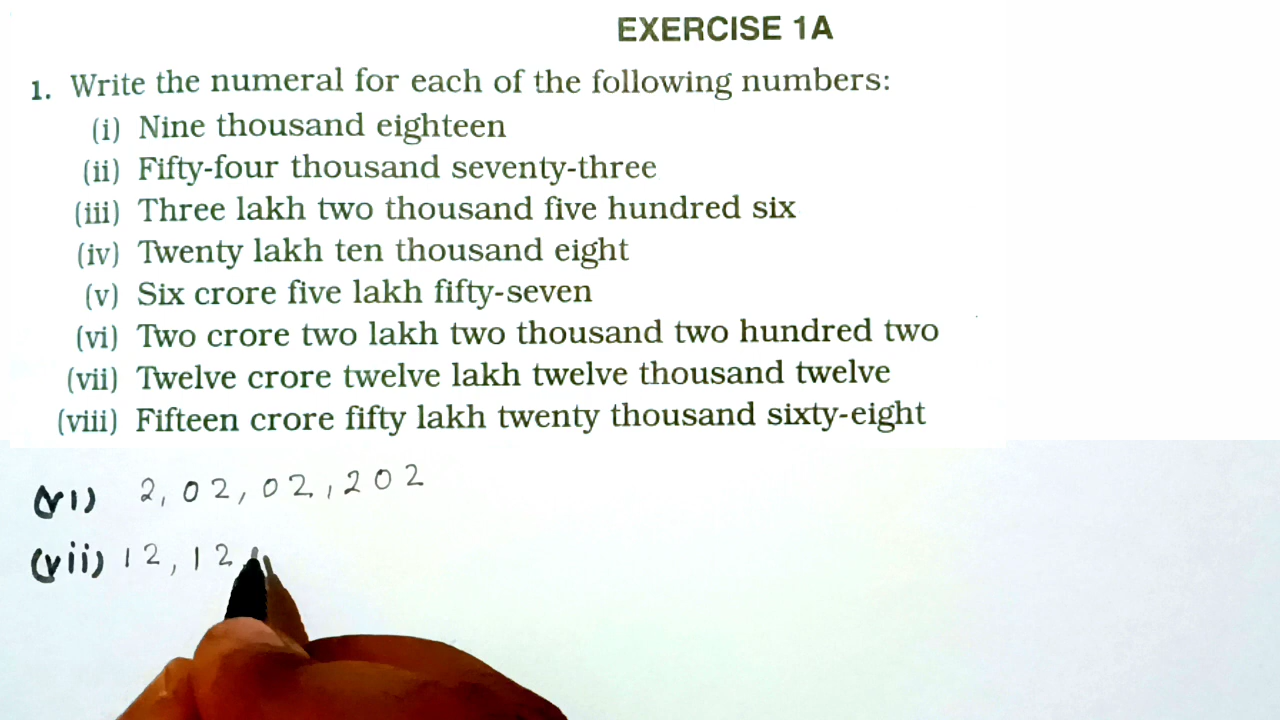 EXERCISE 1A
1. Write the numeral for each of the following numbers:
(i) Nine thousand eighteen
(ii) Fifty-four thousand seventy-three
(iii) Three lakh two thousand five hundred six
(iv) Twenty lakh ten thousand eight
(v) Six crore five lakh fifty-seven
(vi) Two crore two lakh two thousand two hundred two
(vii) Twelve crore twelve lakh twelve thousand twelve
(viii) Fifteen crore fifty lakh twenty thousand sixty-eight
(vi) 2, 02, 02, 202
(vii) 12, 12,